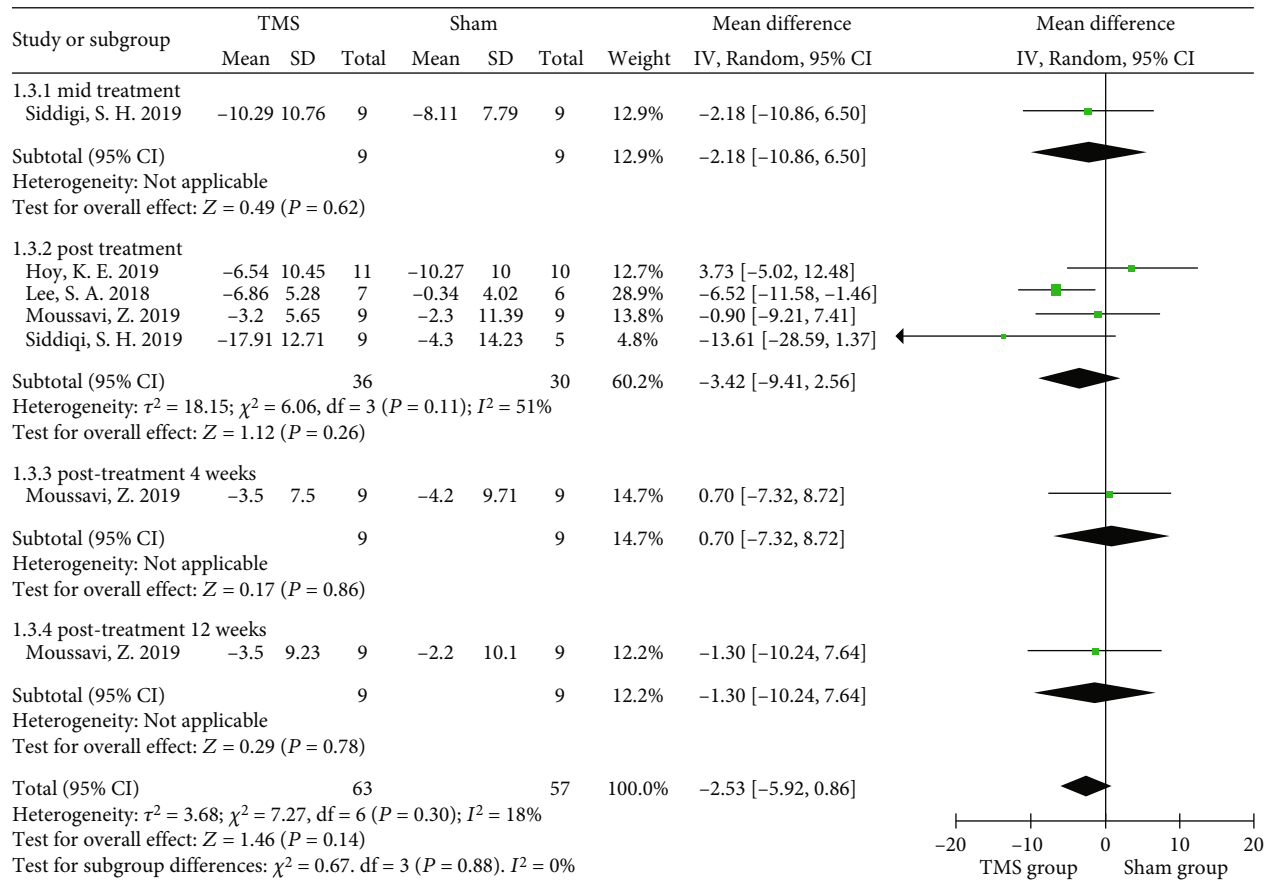 Study or subgroup TMS Sham Mean difference Mean difference
Mean SD Total Mean SD Total Weight IV, Random, 95% CI IV, Random, 95% CI
1.3.1 mid treatment
Siddigi, S. H. 2019 –10.29 10.76 9 –8.11 7.79 9 12.9% –2.18 [–10.86, 6.50]
Subtotal (95% CI) 9 9 12.9% –2.18 [–10.86, 6.50]
Heterogeneity: Not applicable
Test for overall effect: Z = 0.49 (P = 0.62)
1.3.2 post treatment
Hoy, K. E. 2019 –6.54 10.45 11 –10.27 10 10 12.7% 3.73 [–5.02, 12.48]
Lee, S. A. 2018 –6.86 5.28 7 –0.34 4.02 6 28.9% –6.52 [–11.58, –1.46]
Moussavi, Z. 2019 –3.2 5.65 9 –2.3 11.39 9 13.8% –0.90 [–9.21, 7.41]
Siddiqi, S. H. 2019 –17.91 12.71 9 –4.3 14.23 5 4.8% –13.61 [–28.59, 1.37]
Subtotal (95% CI) 36 30 60.2% –3.42 [–9.41, 2.56]
Heterogeneity: τ² = 18.15; χ² = 6.06, df = 3 (P = 0.11); I² = 51%
Test for overall effect: Z = 1.12 (P = 0.26)
1.3.3 post-treatment 4 weeks
Moussavi, Z. 2019 –3.5 7.5 9 –4.2 9.71 9 14.7% 0.70 [–7.32, 8.72]
Subtotal (95% CI) 9 9 14.7% 0.70 [–7.32, 8.72]
Heterogeneity: Not applicable
Test for overall effect: Z = 0.17 (P = 0.86)
1.3.4 post-treatment 12 weeks
Moussavi, Z. 2019 –3.5 9.23 9 –2.2 10.1 9 12.2% –1.30 [–10.24, 7.64]
Subtotal (95% CI) 9 9 12.2% –1.30 [–10.24, 7.64]
Heterogeneity: Not applicable
Test for overall effect: Z = 0.29 (P = 0.78)
Total (95% CI) 63 57 100.0% –2.53 [–5.92, 0.86]
Heterogeneity: τ² = 3.68; χ² = 7.27, df = 6 (P = 0.30); I² = 18%
Test for overall effect: Z = 1.46 (P = 0.14)
Test for subgroup differences: χ² = 0.67. df = 3 (P = 0.88). I² = 0%
–20 –10 0 10 20
TMS group Sham group